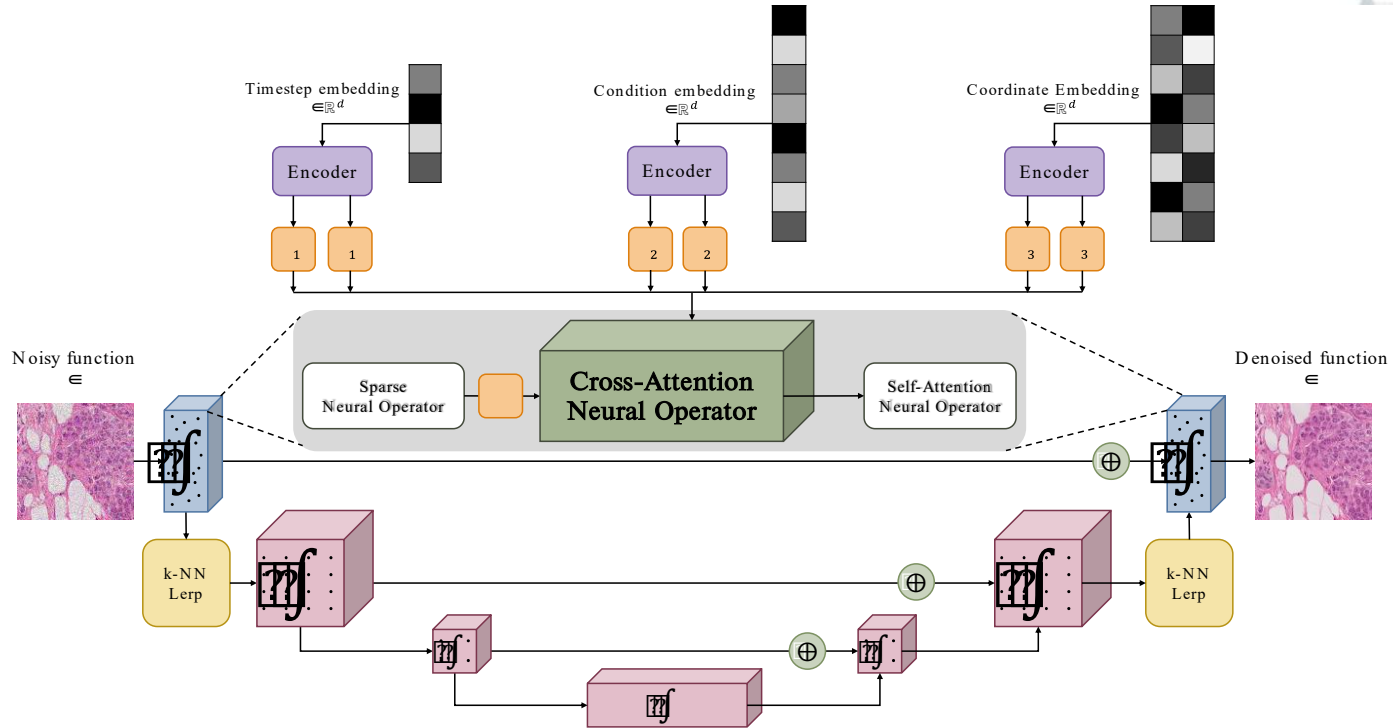 Timestep embedding
∈ℝ^d
Condition embedding
∈ℝ^d
Coordinate Embedding
∈ℝ^d
Encoder
Encoder
Encoder
1
1
2
2
3
3
Noisy function
∈
Sparse
Neural Operator
Cross-Attention
Neural Operator
Self-Attention
Neural Operator
Denoised function
∈
∫
⊕
∫
k-NN
Lerp
∫
⊕
∫
k-NN
Lerp
∫
⊕
∫
∫